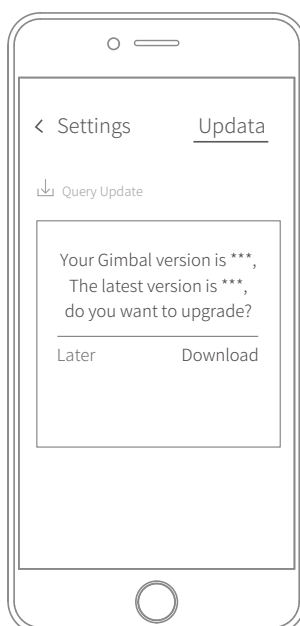 < Settings Updata
Query Update
Your Gimbal version is ***,
The latest version is ***,
do you want to upgrade?
Later Download